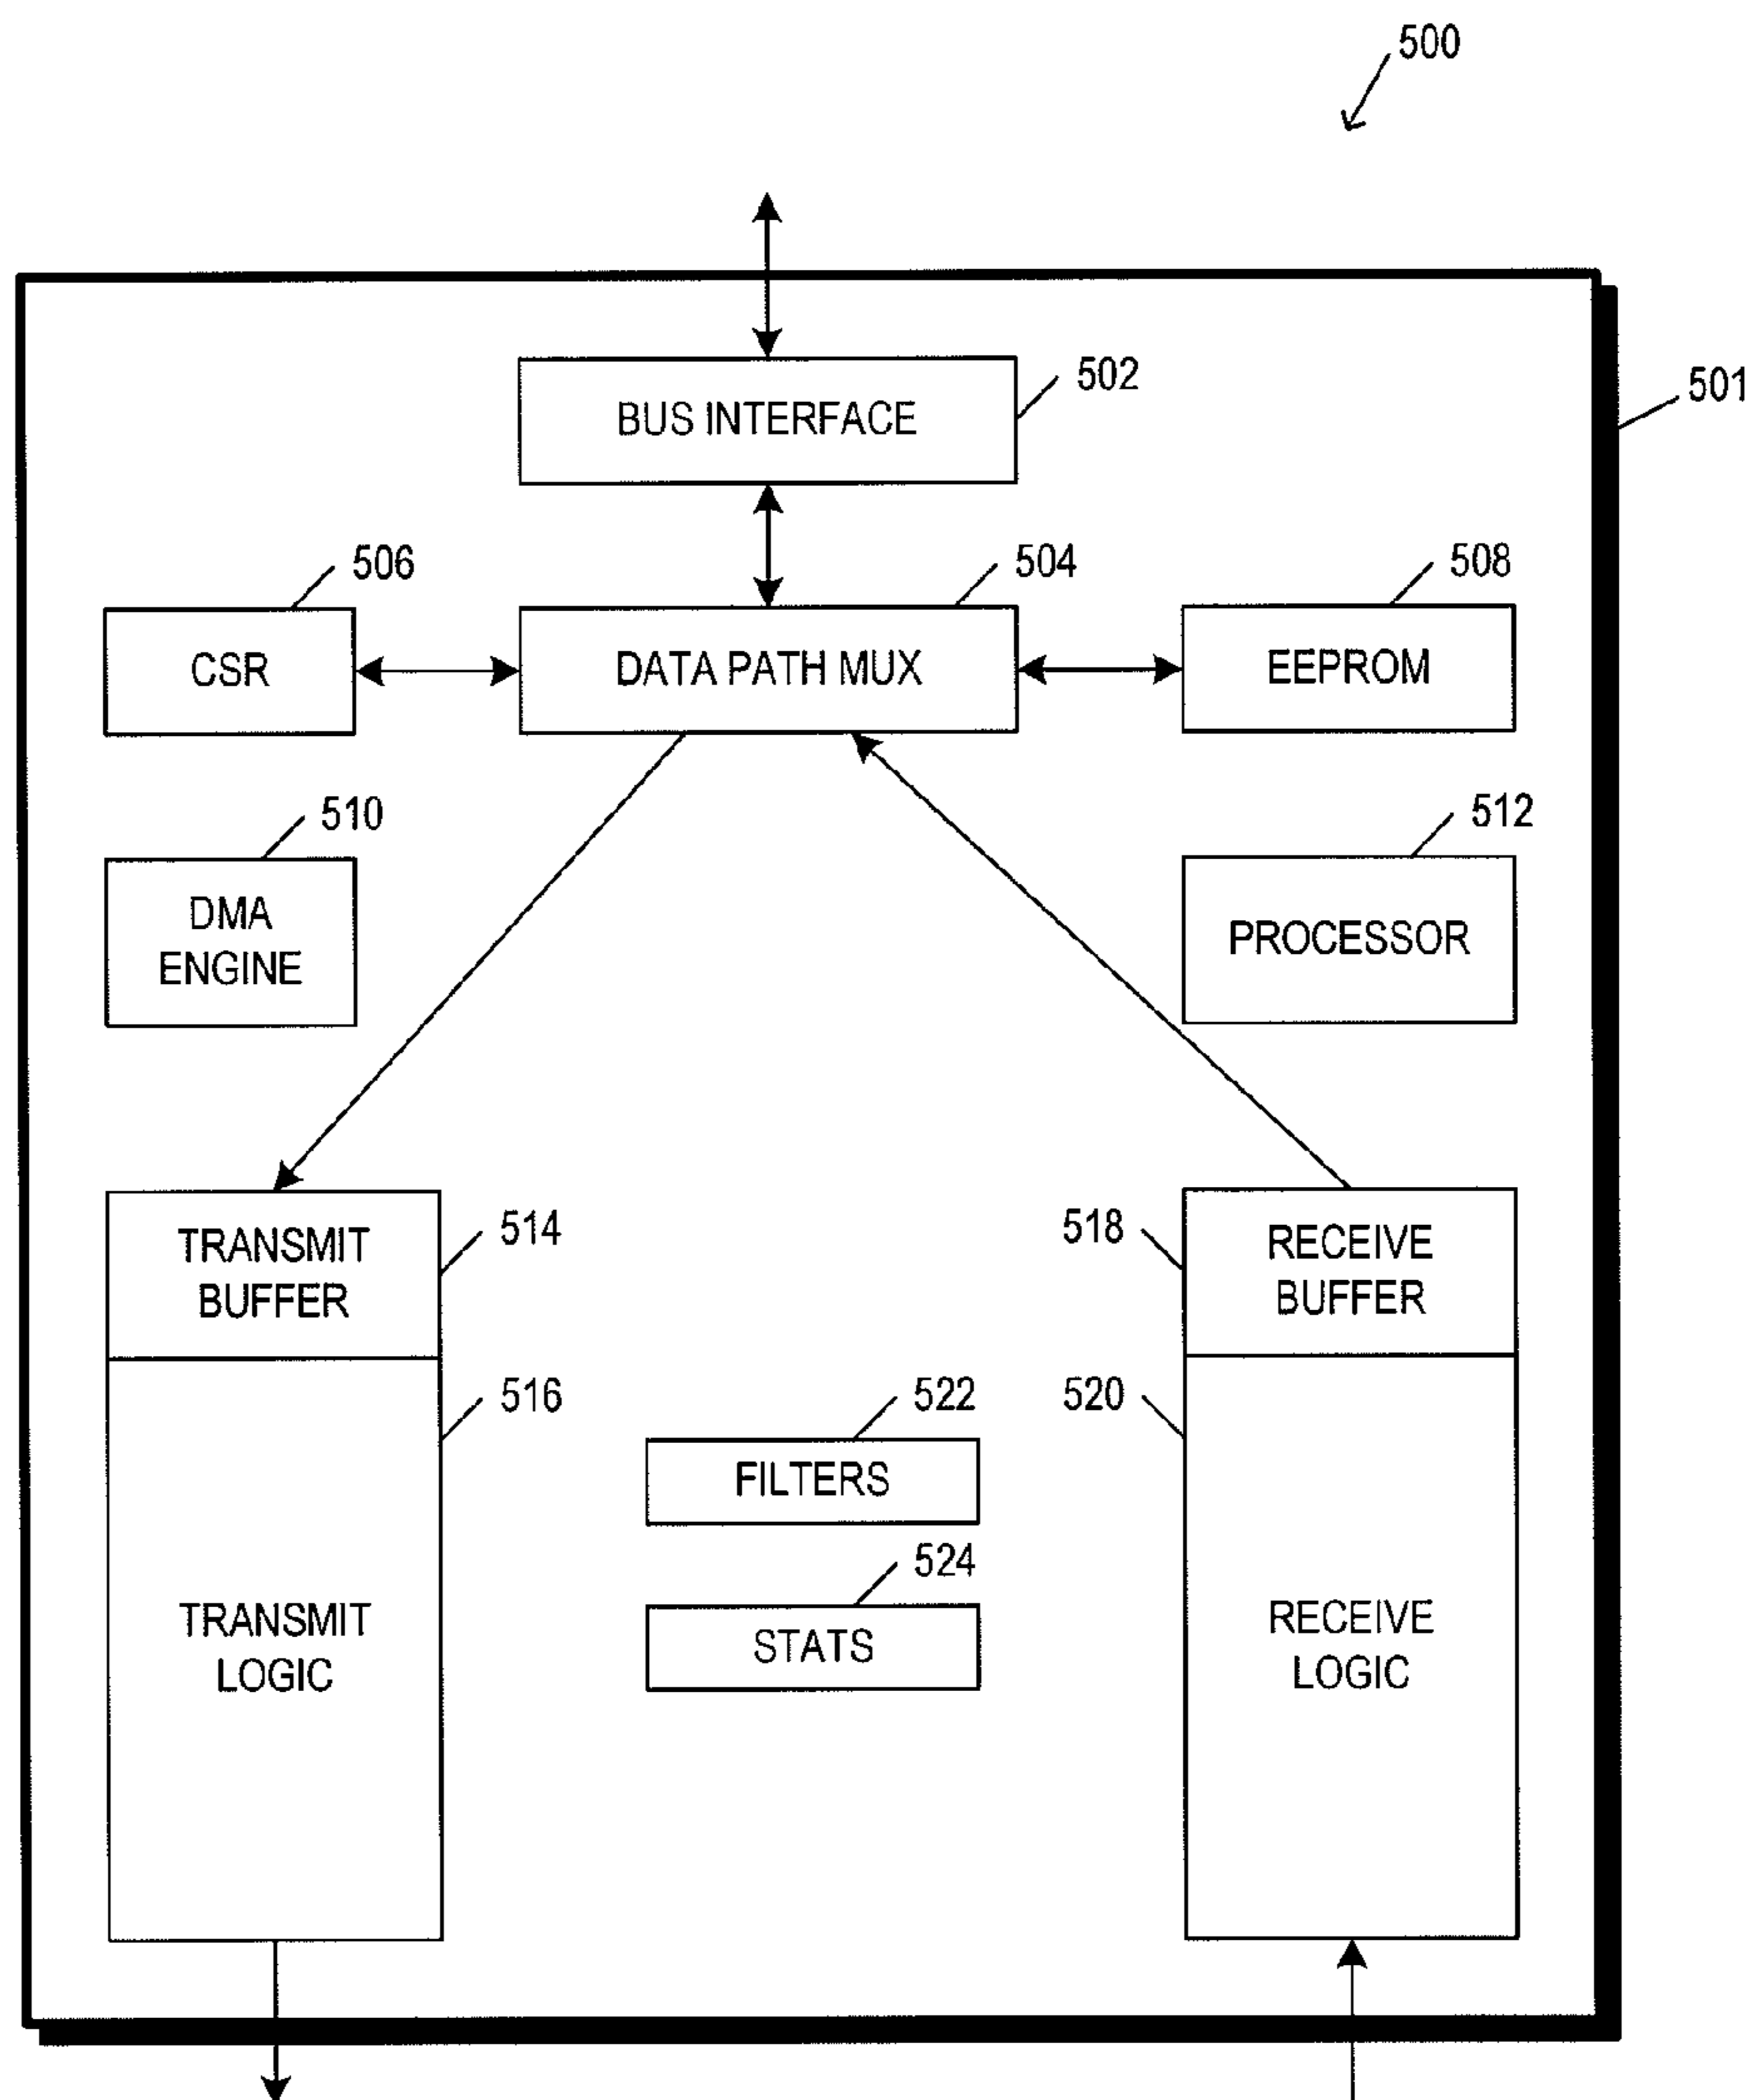 500
502
BUS INTERFACE
501
506
504
508
CSR
DATA PATH MUX
EEPROM
510
512
DMA
ENGINE
PROCESSOR
514
518
TRANSMIT
BUFFER
RECEIVE
BUFFER
516
522
520
FILTERS
524
STATS
TRANSMIT
LOGIC
RECEIVE
LOGIC